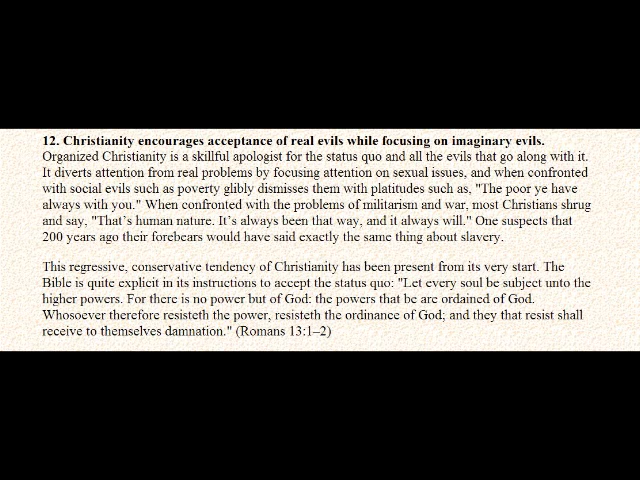 12. Christianity encourages acceptance of real evils while focusing on imaginary evils.
Organized Christianity is a skillful apologist for the status quo and all the evils that go along with it.
It diverts attention from real problems by focusing attention on sexual issues, and when confronted
with social evils such as poverty glibly dismisses them with platitudes such as, "The poor ye have
always with you." When confronted with the problems of militarism and war, most Christians shrug
and say, "That's human nature. It's always been that way, and it always will." One suspects that
200 years ago their forebears would have said exactly the same thing about slavery.
This regressive, conservative tendency of Christianity has been present from its very start. The
Bible is quite explicit in its instructions to accept the status quo: "Let every soul be subject unto the
higher powers. For there is no power but of God: the powers that be are ordained of God.
Whosoever therefore resisteth the power, resisteth the ordinance of God; and they that resist shall
receive to themselves damnation." (Romans 13:1–2)